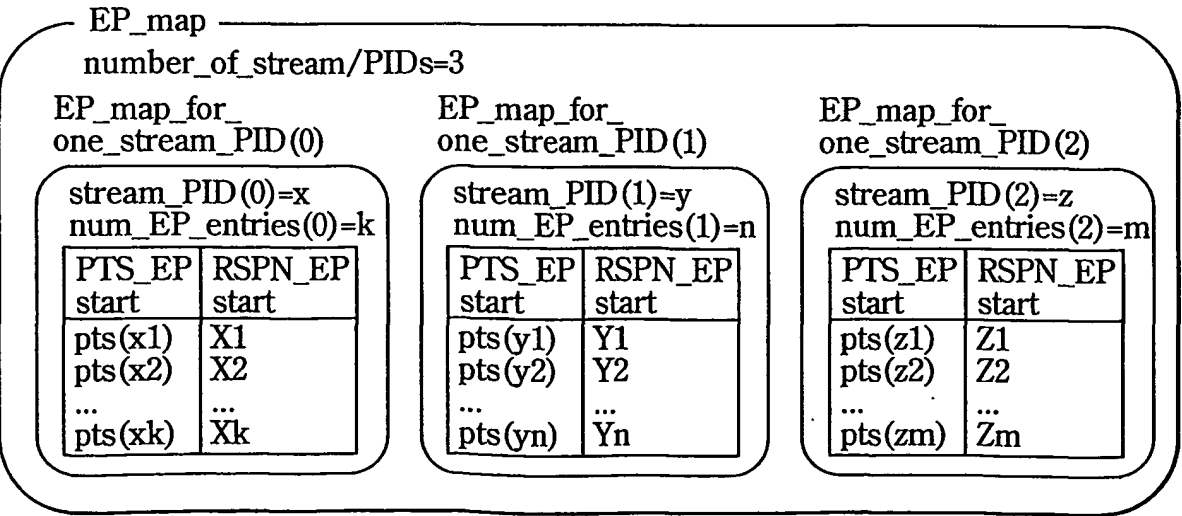 EP_map
number_of_stream/PIDs=3
EP_map_for_
one_stream_PID(0)
stream_PID(0)=x
num_EP_entries(0)=k
PTS_EP RSPN_EP
start start
pts(x1) X1
pts(x2) X2
... ...
pts(xk) Xk
EP_map_for_
one_stream_PID(1)
stream_PID(1)=y
num_EP_entries(1)=n
PTS_EP RSPN_EP
start start
pts(y1) Y1
pts(y2) Y2
... ...
pts(yn) Yn
EP_map_for_
one_stream_PID(2)
stream_PID(2)=z
num_EP_entries(2)=m
PTS_EP RSPN_EP
start start
pts(z1) Z1
pts(z2) Z2
... ...
pts(zm) Zm